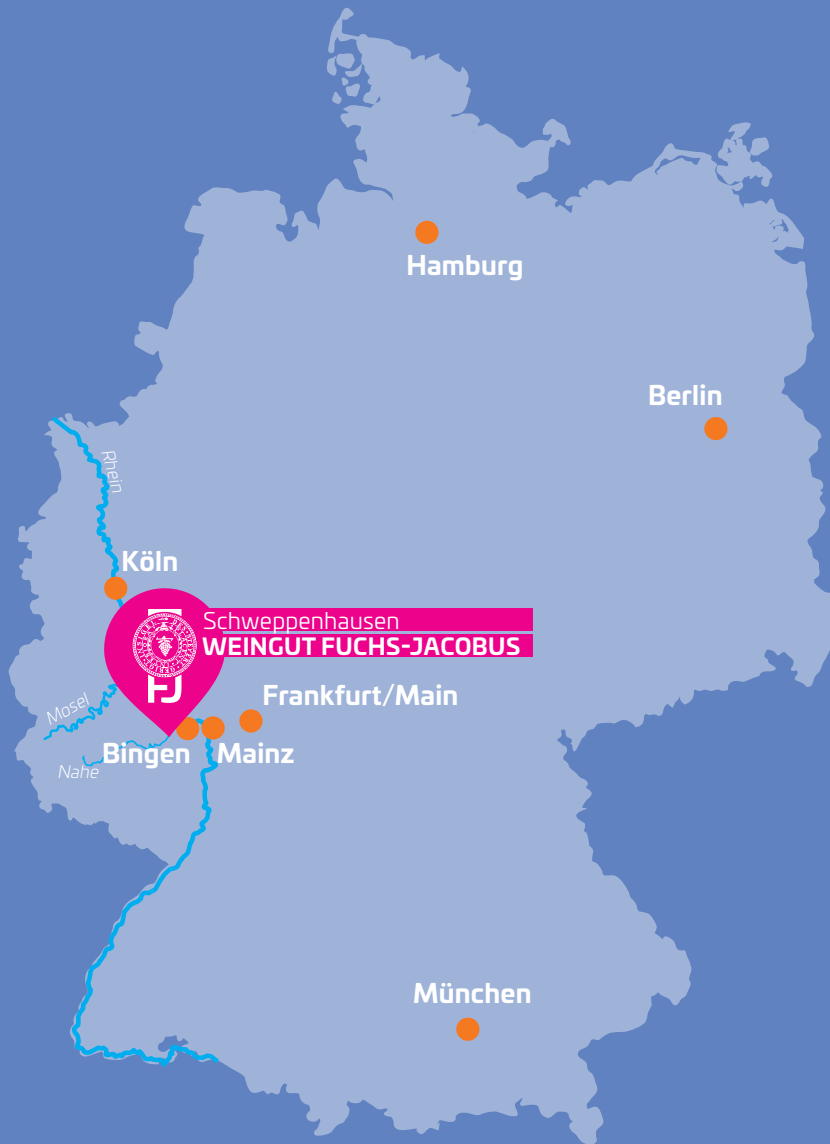 Hamburg
Berlin
Rhein
Köln
Schweppenhausen
WEINGUT FUCHS-JACOBUS
Frankfurt/Main
Mosel
Bingen
Mainz
Nahe
München
FJ